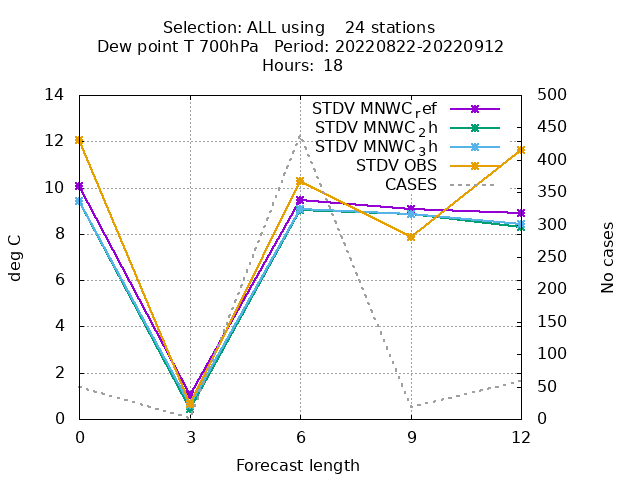 Selection: ALL using    24 stations
Dew point T 700hPa   Period: 20220822-20220912
Hours: 18
14
12
10
8
6
4
2
0
deg C
500
450
400
350
300
250
200
150
100
50
0
No cases
STDV MNWC_ref
STDV MNWC_2h
STDV MNWC_3h
STDV OBS
CASES
0 3 6 9 12
Forecast length